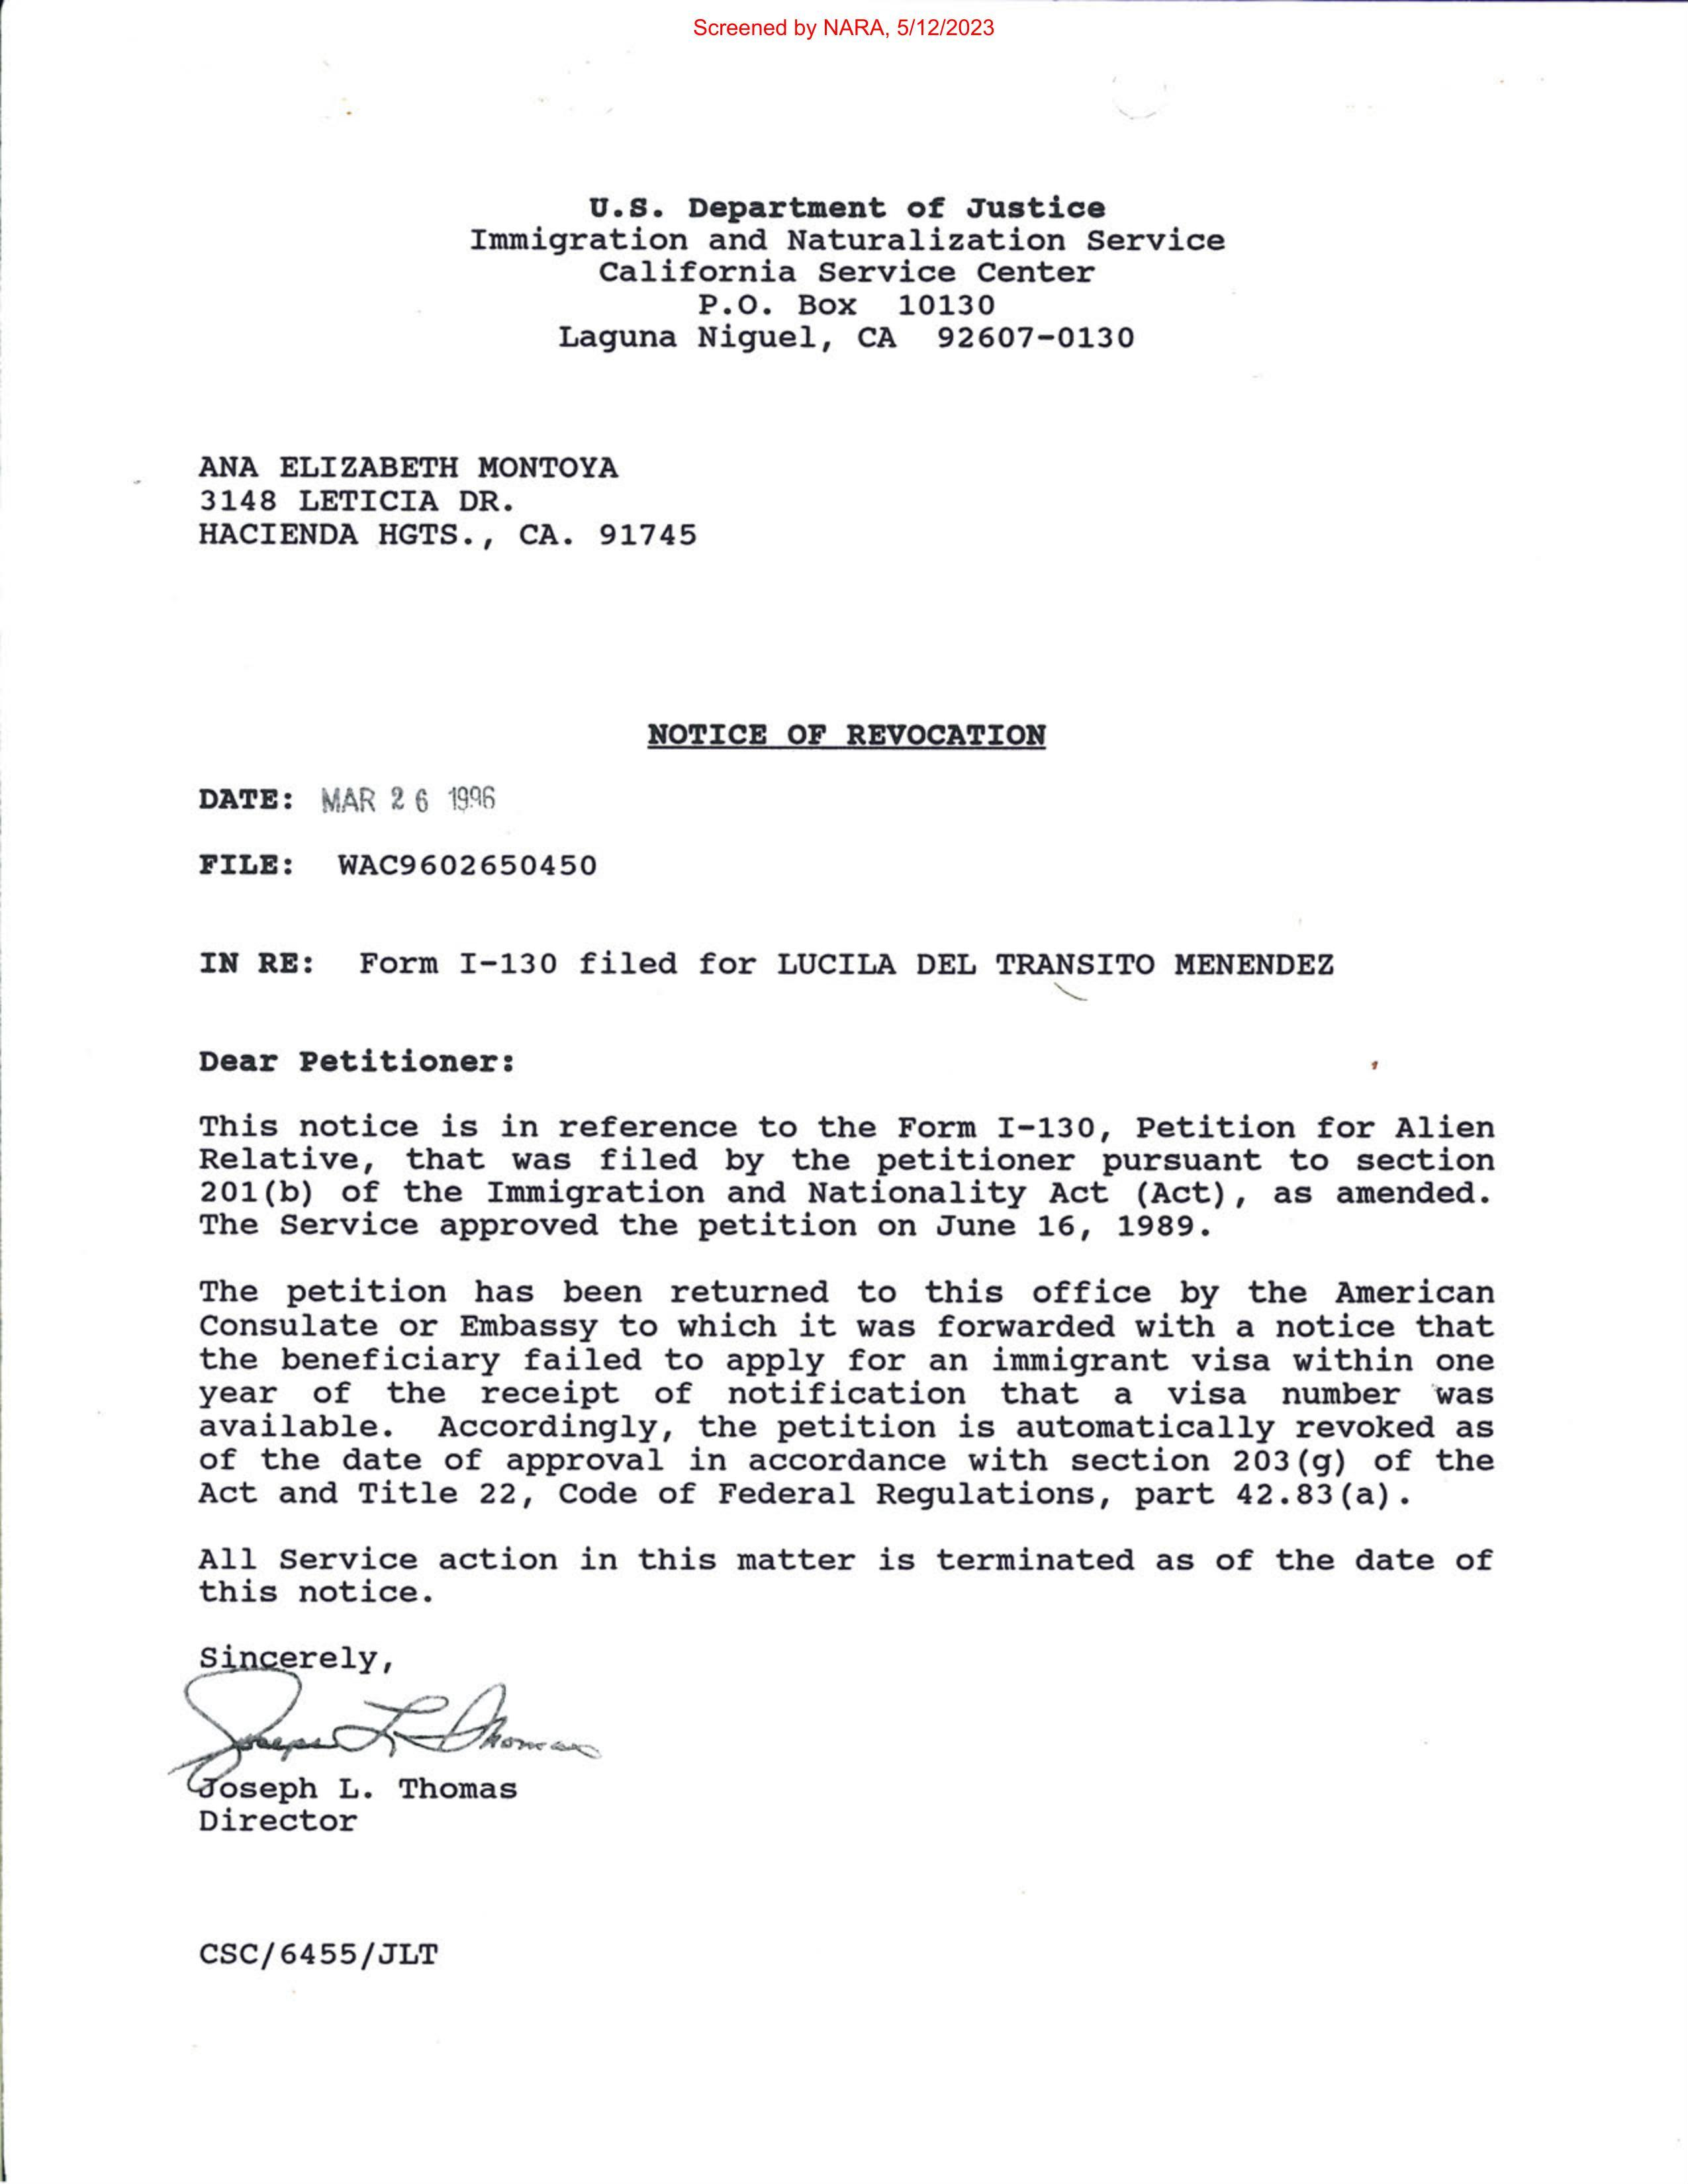 Screened by NARA, 5/12/2023
U.S. Department of Justice
Immigration and Naturalization Service
California Service Center
P.O. Box 10130
Laguna Niguel, CA 92607-0130
ANA ELIZABETH MONTOYA
3148 LETICIA DR.
HACIENDA HGTS., CA. 91745
NOTICE OF REVOCATION
DATE: MAR 26 1996
FILE: WAC9602650450
IN RE: Form I-130 filed for LUCILA DEL TRANSITO MENENDEZ
Dear Petitioner:
This notice is in reference to the Form I-130, Petition for Alien
Relative, that was filed by the petitioner pursuant to section
201(b) of the Immigration and Nationality Act (Act), as amended.
The Service approved the petition on June 16, 1989.
The petition has been returned to this office by the American
Consulate or Embassy to which it was forwarded with a notice that
the beneficiary failed to apply for an immigrant visa within one
year of the receipt of notification that a visa number was
available. Accordingly, the petition is automatically revoked as
of the date of approval in accordance with section 203(g) of the
Act and Title 22, Code of Federal Regulations, part 42.83(a).
All Service action in this matter is terminated as of the date of
this notice.
Sincerely,
Joseph L. Thomas
Joseph L. Thomas
Director
CSC/6455/JLT